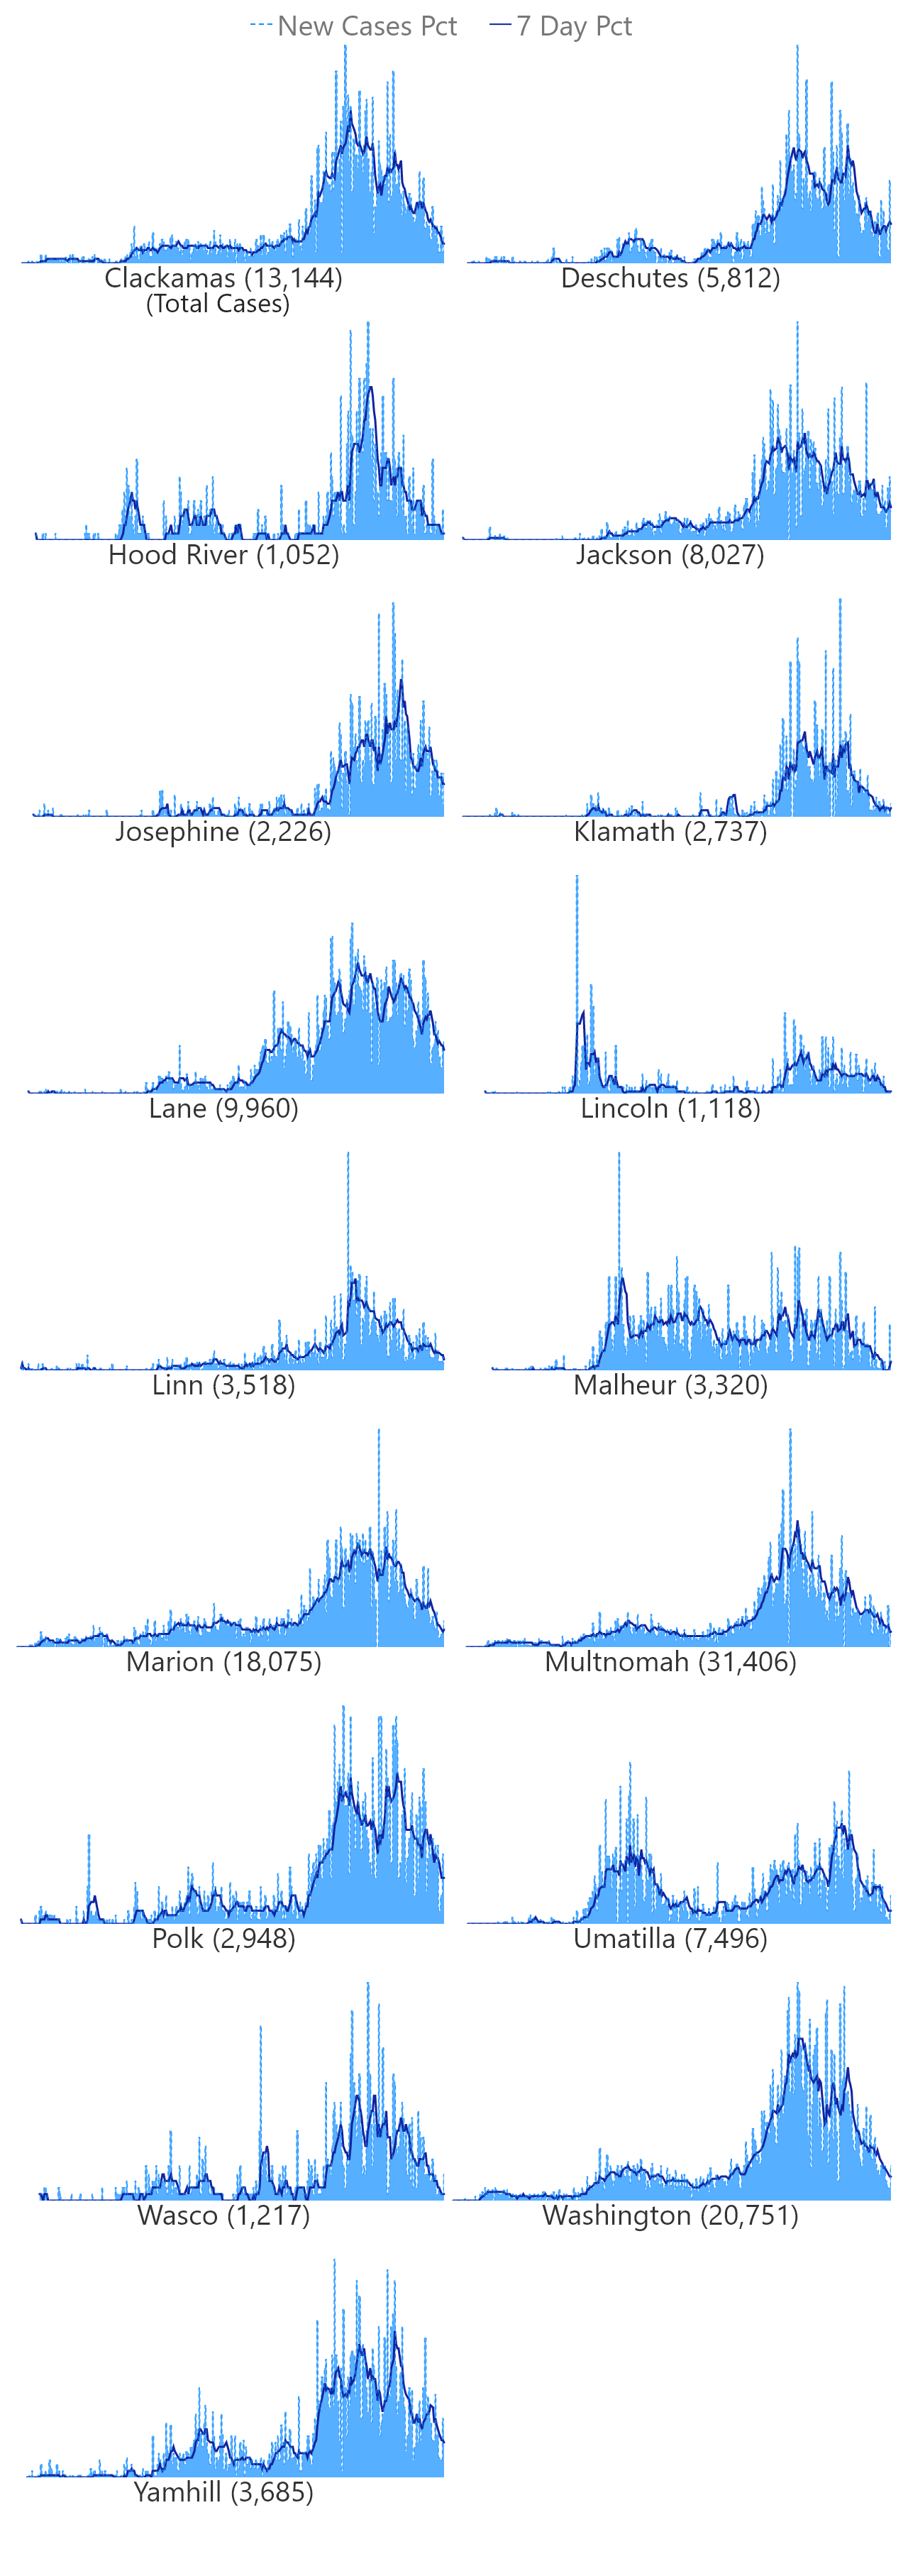 New Cases Pct 7 Day Pct
Clackamas (13,144)
(Total Cases)
Deschutes (5,812)
Hood River (1,052)
Jackson (8,027)
Josephine (2,226)
Klamath (2,737)
Lane (9,960)
Lincoln (1,118)
Linn (3,518)
Malheur (3,320)
Marion (18,075)
Multnomah (31,406)
Polk (2,948)
Umatilla (7,496)
Wasco (1,217)
Washington (20,751)
Yamhill (3,685)